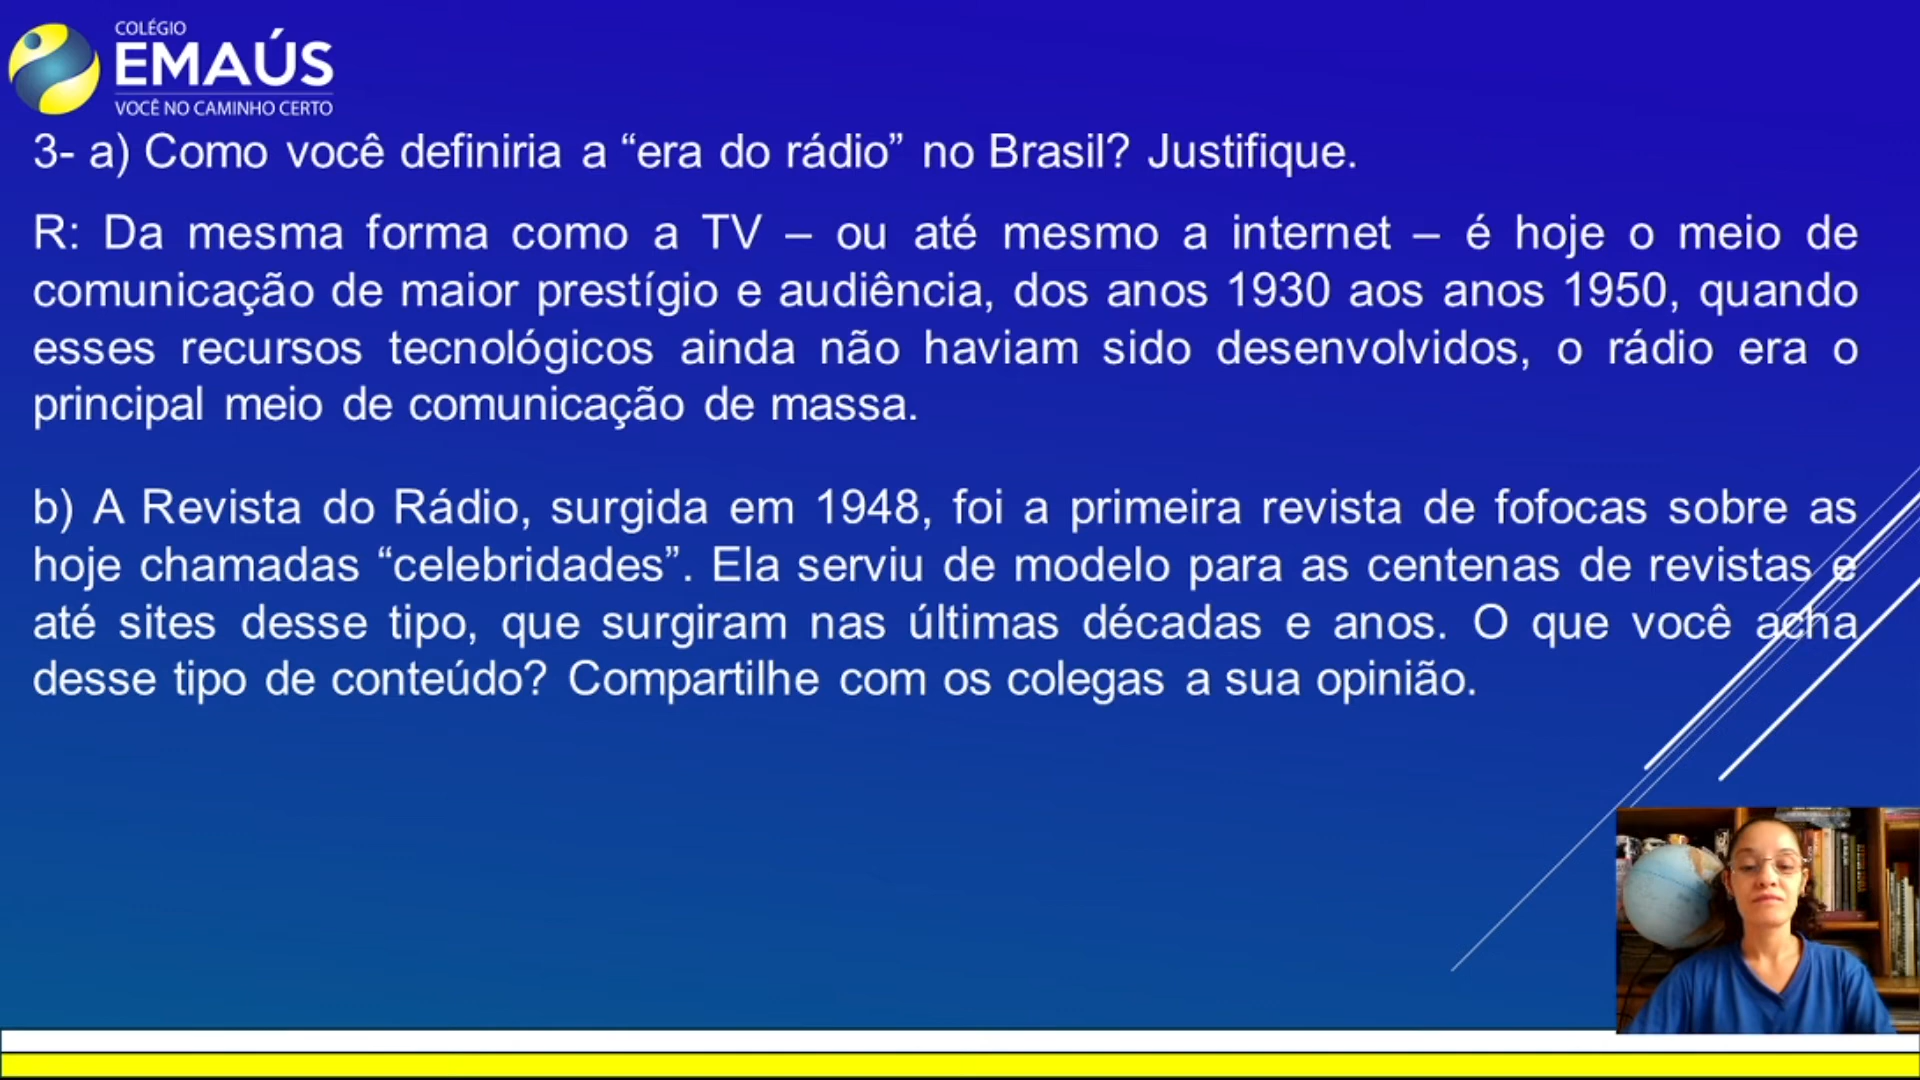 COLÉGIO
EMAÚS
VOCÊ NO CAMINHO CERTO
3- a) Como você definiria a “era do rádio” no Brasil? Justifique.
R: Da mesma forma como a TV – ou até mesmo a internet – é hoje o meio de
comunicação de maior prestígio e audiência, dos anos 1930 aos anos 1950, quando
esses recursos tecnológicos ainda não haviam sido desenvolvidos, o rádio era o
principal meio de comunicação de massa.
b) A Revista do Rádio, surgida em 1948, foi a primeira revista de fofocas sobre as
hoje chamadas “celebridades”. Ela serviu de modelo para as centenas de revistas e
até sites desse tipo, que surgiram nas últimas décadas e anos. O que você acha
desse tipo de conteúdo? Compartilhe com os colegas a sua opinião.